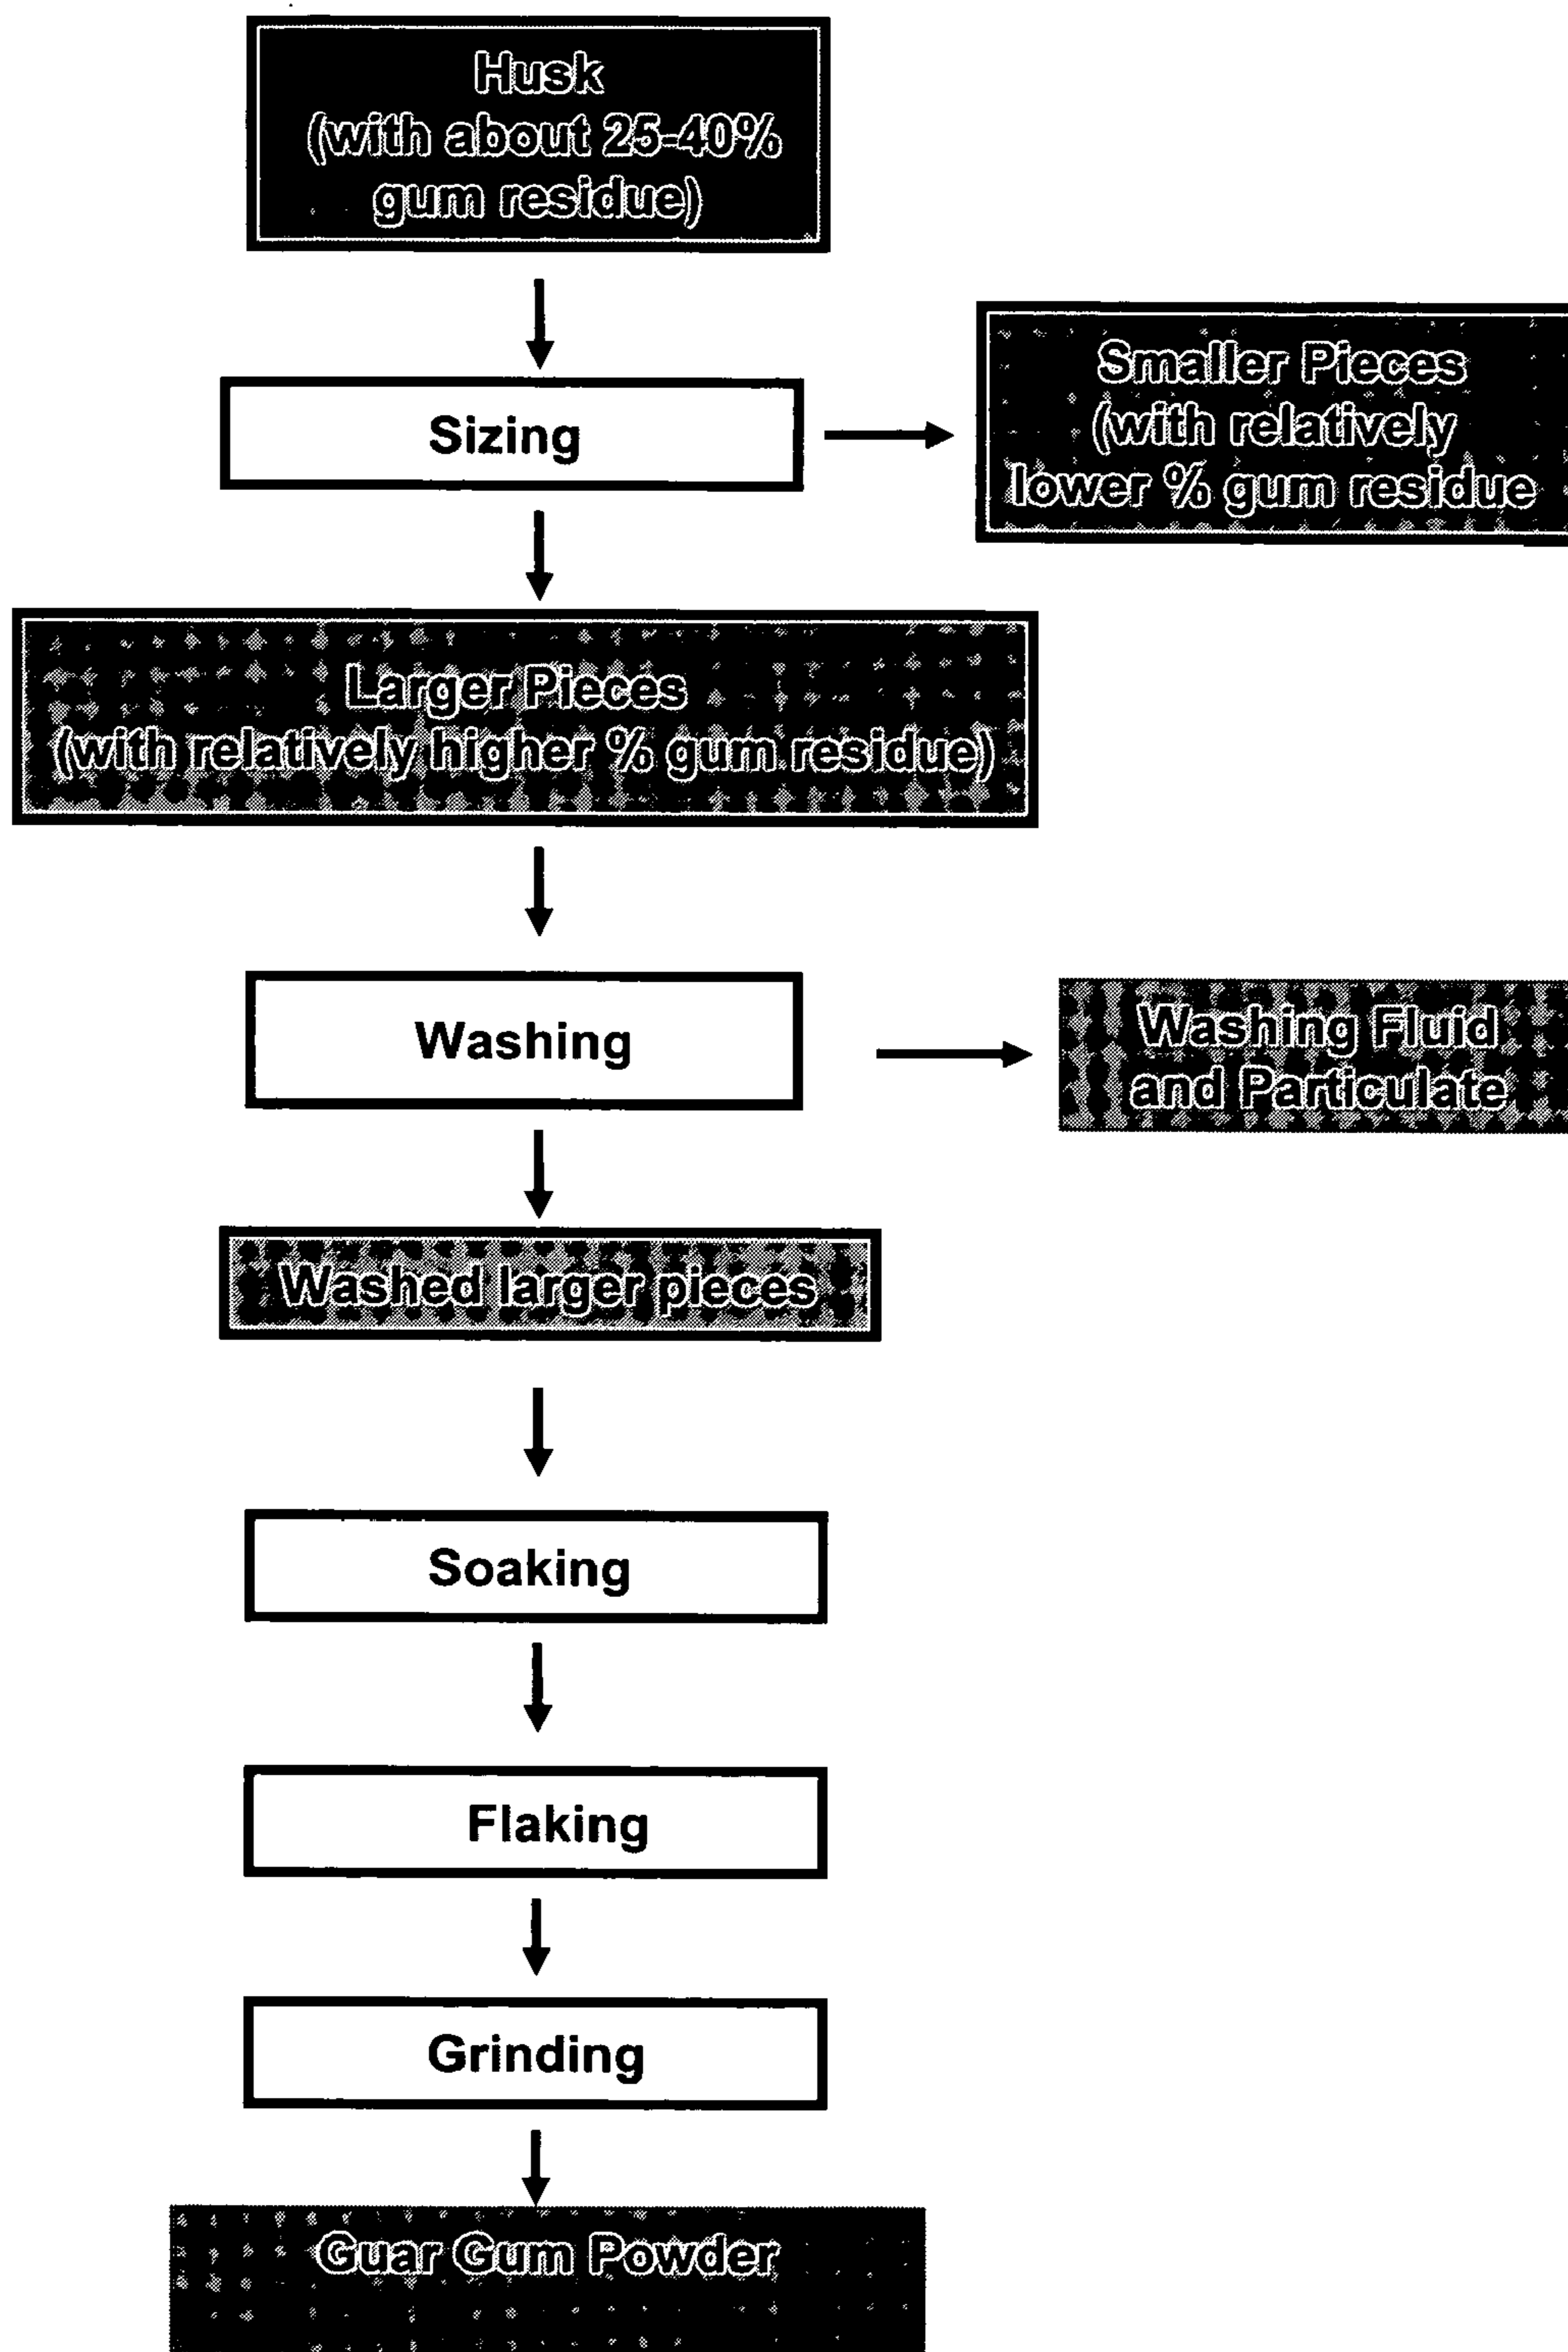 Husk
(with about 25-40%
gum residue)
Sizing
Smaller Pieces
(with relatively
lower % gum residue
Larger Pieces
(with relatively higher % gum residue)
Washing
Washing Fluid
and Particulate
Washed larger pieces
Soaking
Flaking
Grinding
Guar Gum Powder